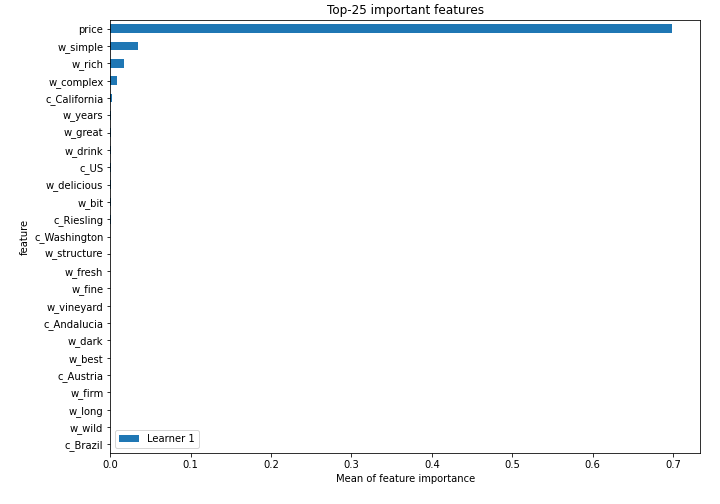 Top-25 important features
price
w_simple
w_rich
w_complex
c_California
w_years
w_great
w_drink
c_US
w_delicious
w_bit
c_Riesling
c_Washington
w_structure
w_fresh
w_fine
w_vineyard
c_Andalucia
w_dark
w_best
c_Austria
w_firm
w_long
w_wild
c_Brazil
feature
Learner 1
0.0 0.1 0.2 0.3 0.4 0.5 0.6 0.7
Mean of feature importance